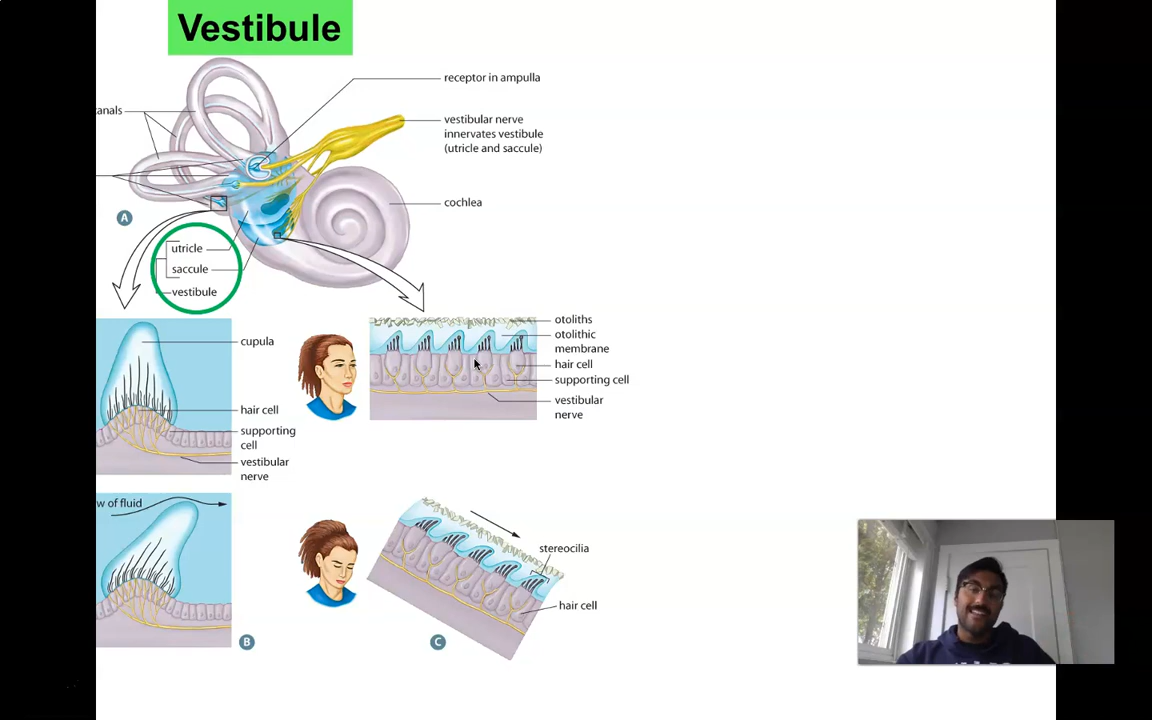 Vestibule
receptor in ampulla
anals
vestibular nerve
innervates vestibule
(utricle and saccule)
cochlea
A
utricle
saccule
vestibule
otoliths
otolithic
membrane
hair cell
supporting cell
vestibular
nerve
cupula
hair cell
supporting
cell
vestibular
nerve
w of fluid
stereocilia
hair cell
B
C